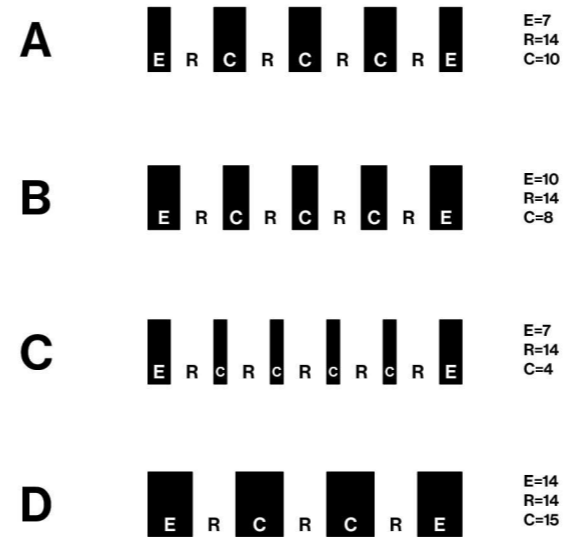 A
E R C R C R C R E
E=7
R=14
C=10
B
E R C R C R C R E
E=10
R=14
C=8
C
E R C R C R C R C R E
E=7
R=14
C=4
D
E R C R C R E
E=14
R=14
C=15